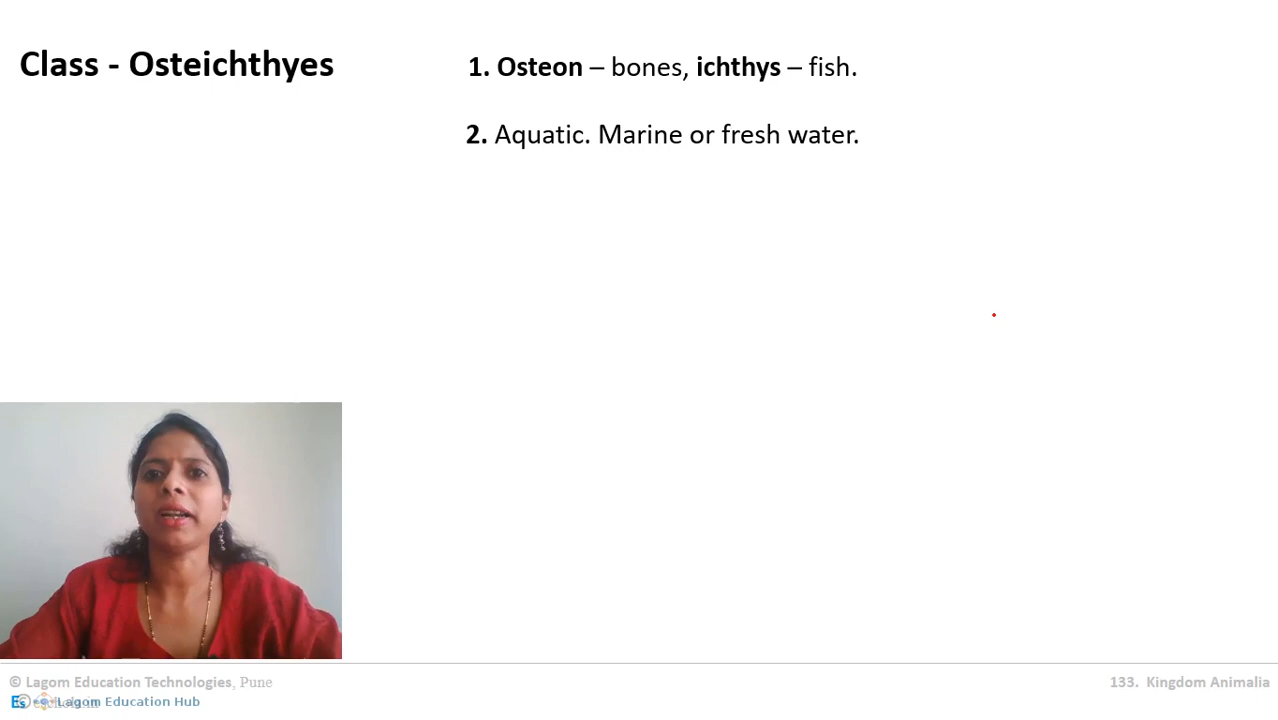 Class - Osteichthyes
1. Osteon – bones, ichthys – fish.
2. Aquatic. Marine or fresh water.
© Lagom Education Technologies, Pune
133. Kingdom Animalia
Lagom Education Hub